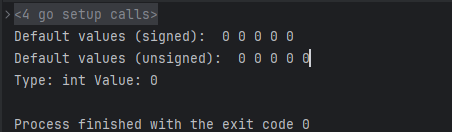 <4 go setup calls>
Default values (signed):  0 0 0 0 0
Default values (unsigned):  0 0 0 0 0
Type: int Value: 0
Process finished with the exit code 0